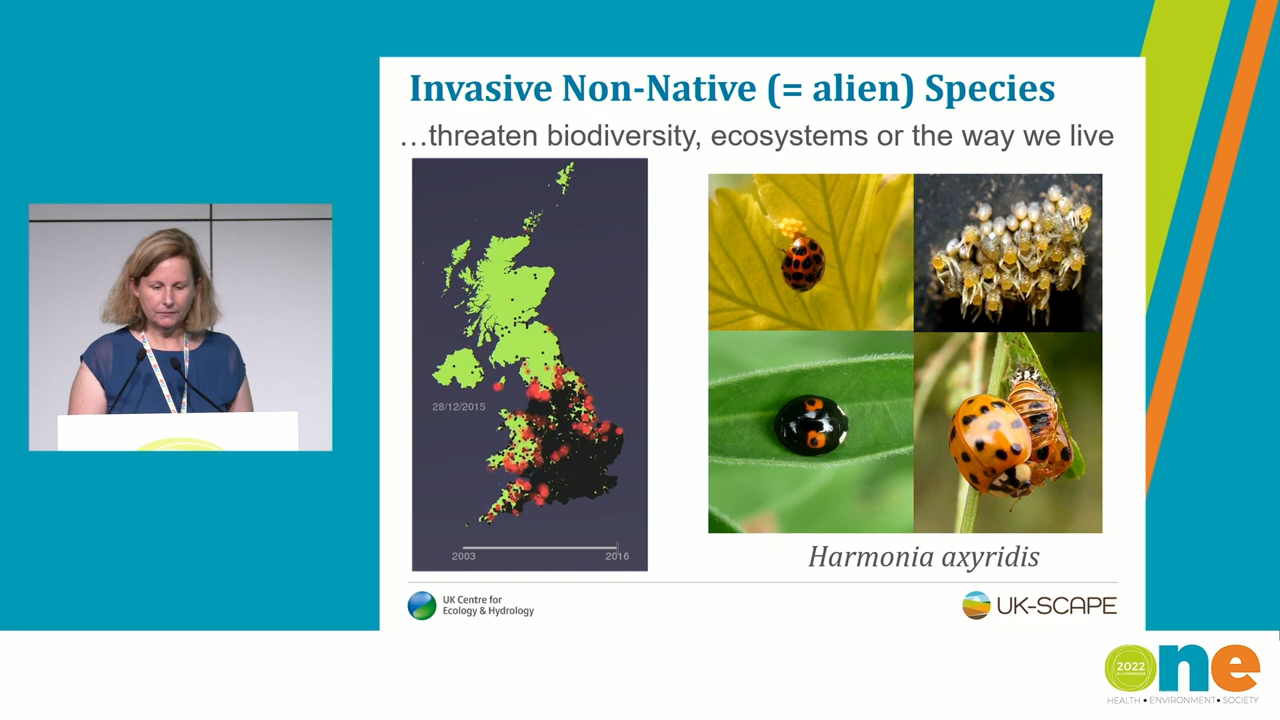 Invasive Non-Native (= alien) Species
…threaten biodiversity, ecosystems or the way we live
28/12/2015
2003
2016
Harmonia axyridis
UK Centre for
Ecology & Hydrology
UK-SCAPE
2022
one
HEALTH • ENVIRONMENT • SOCIETY